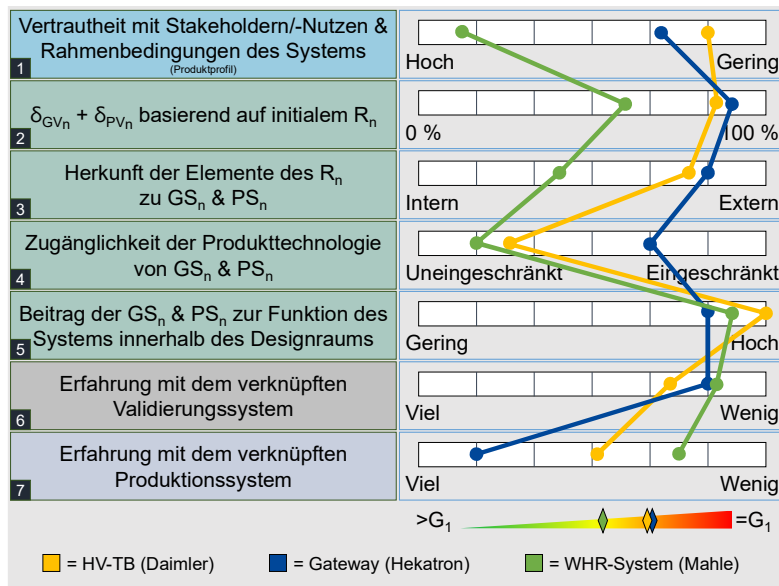 Vertrautheit mit Stakeholdern/-Nutzen &
Rahmenbedingungen des Systems
(Produktprofil)
1
Hoch Gering
δGVn + δPVn basierend auf initialem Rn
2
0 % 100 %
Herkunft der Elemente des Rn
zu GSn & PSn
3
Intern Extern
Zugänglichkeit der Produkttechnologie
von GSn & PSn
4
Uneingeschränkt Eingeschränkt
Beitrag der GSn & PSn zur Funktion des
Systems innerhalb des Designraums
5
Gering Hoch
Erfahrung mit dem verknüpften
Validierungssystem
6
Viel Wenig
Erfahrung mit dem verknüpften
Produktionssystem
7
Viel Wenig
>G1 =G1
= HV-TB (Daimler) = Gateway (Hekatron) = WHR-System (Mahle)